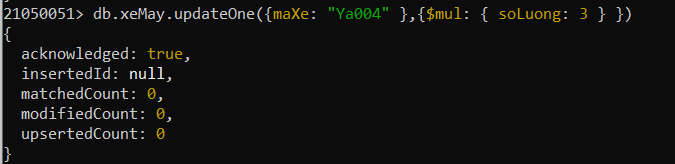 21050051> db.xeMay.updateOne({maXe: "Ya004" },{$mul: { soLuong: 3 } })
{
  acknowledged: true,
  insertedId: null,
  matchedCount: 0,
  modifiedCount: 0,
  upsertedCount: 0
}